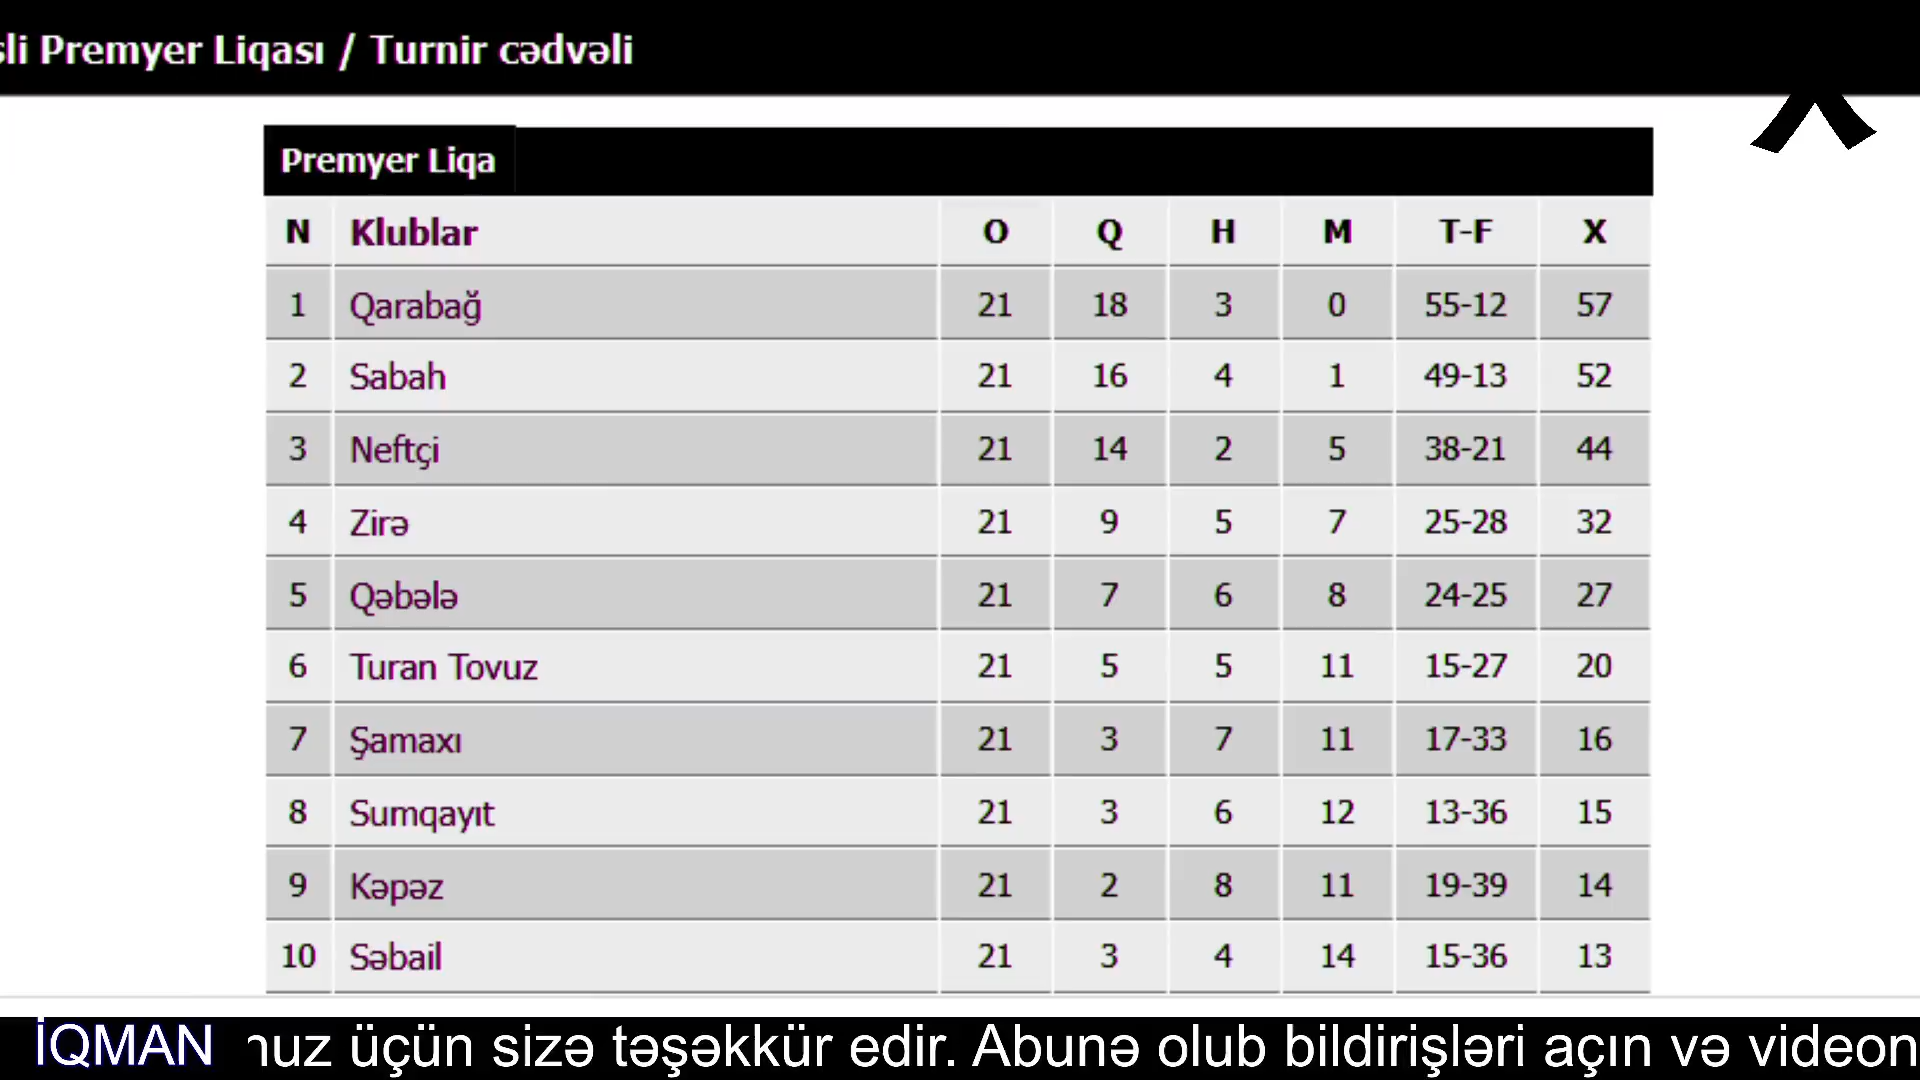 Premyer Liqası / Turnir cədvəli
Premyer Liqa
N Klublar O Q H M T-F X
1 Qarabağ 21 18 3 0 55-12 57
2 Sabah 21 16 4 1 49-13 52
3 Neftçi 21 14 2 5 38-21 44
4 Zirə 21 9 5 7 25-28 32
5 Qəbələ 21 7 6 8 24-25 27
6 Turan Tovuz 21 5 5 11 15-27 20
7 Şamaxı 21 3 7 11 17-33 16
8 Sumqayıt 21 3 6 12 13-36 15
9 Kəpəz 21 2 8 11 19-39 14
10 Səbail 21 3 4 14 15-36 13
İQMAN üçün sizə təşəkkür edir. Abunə olub bildirişləri açın və